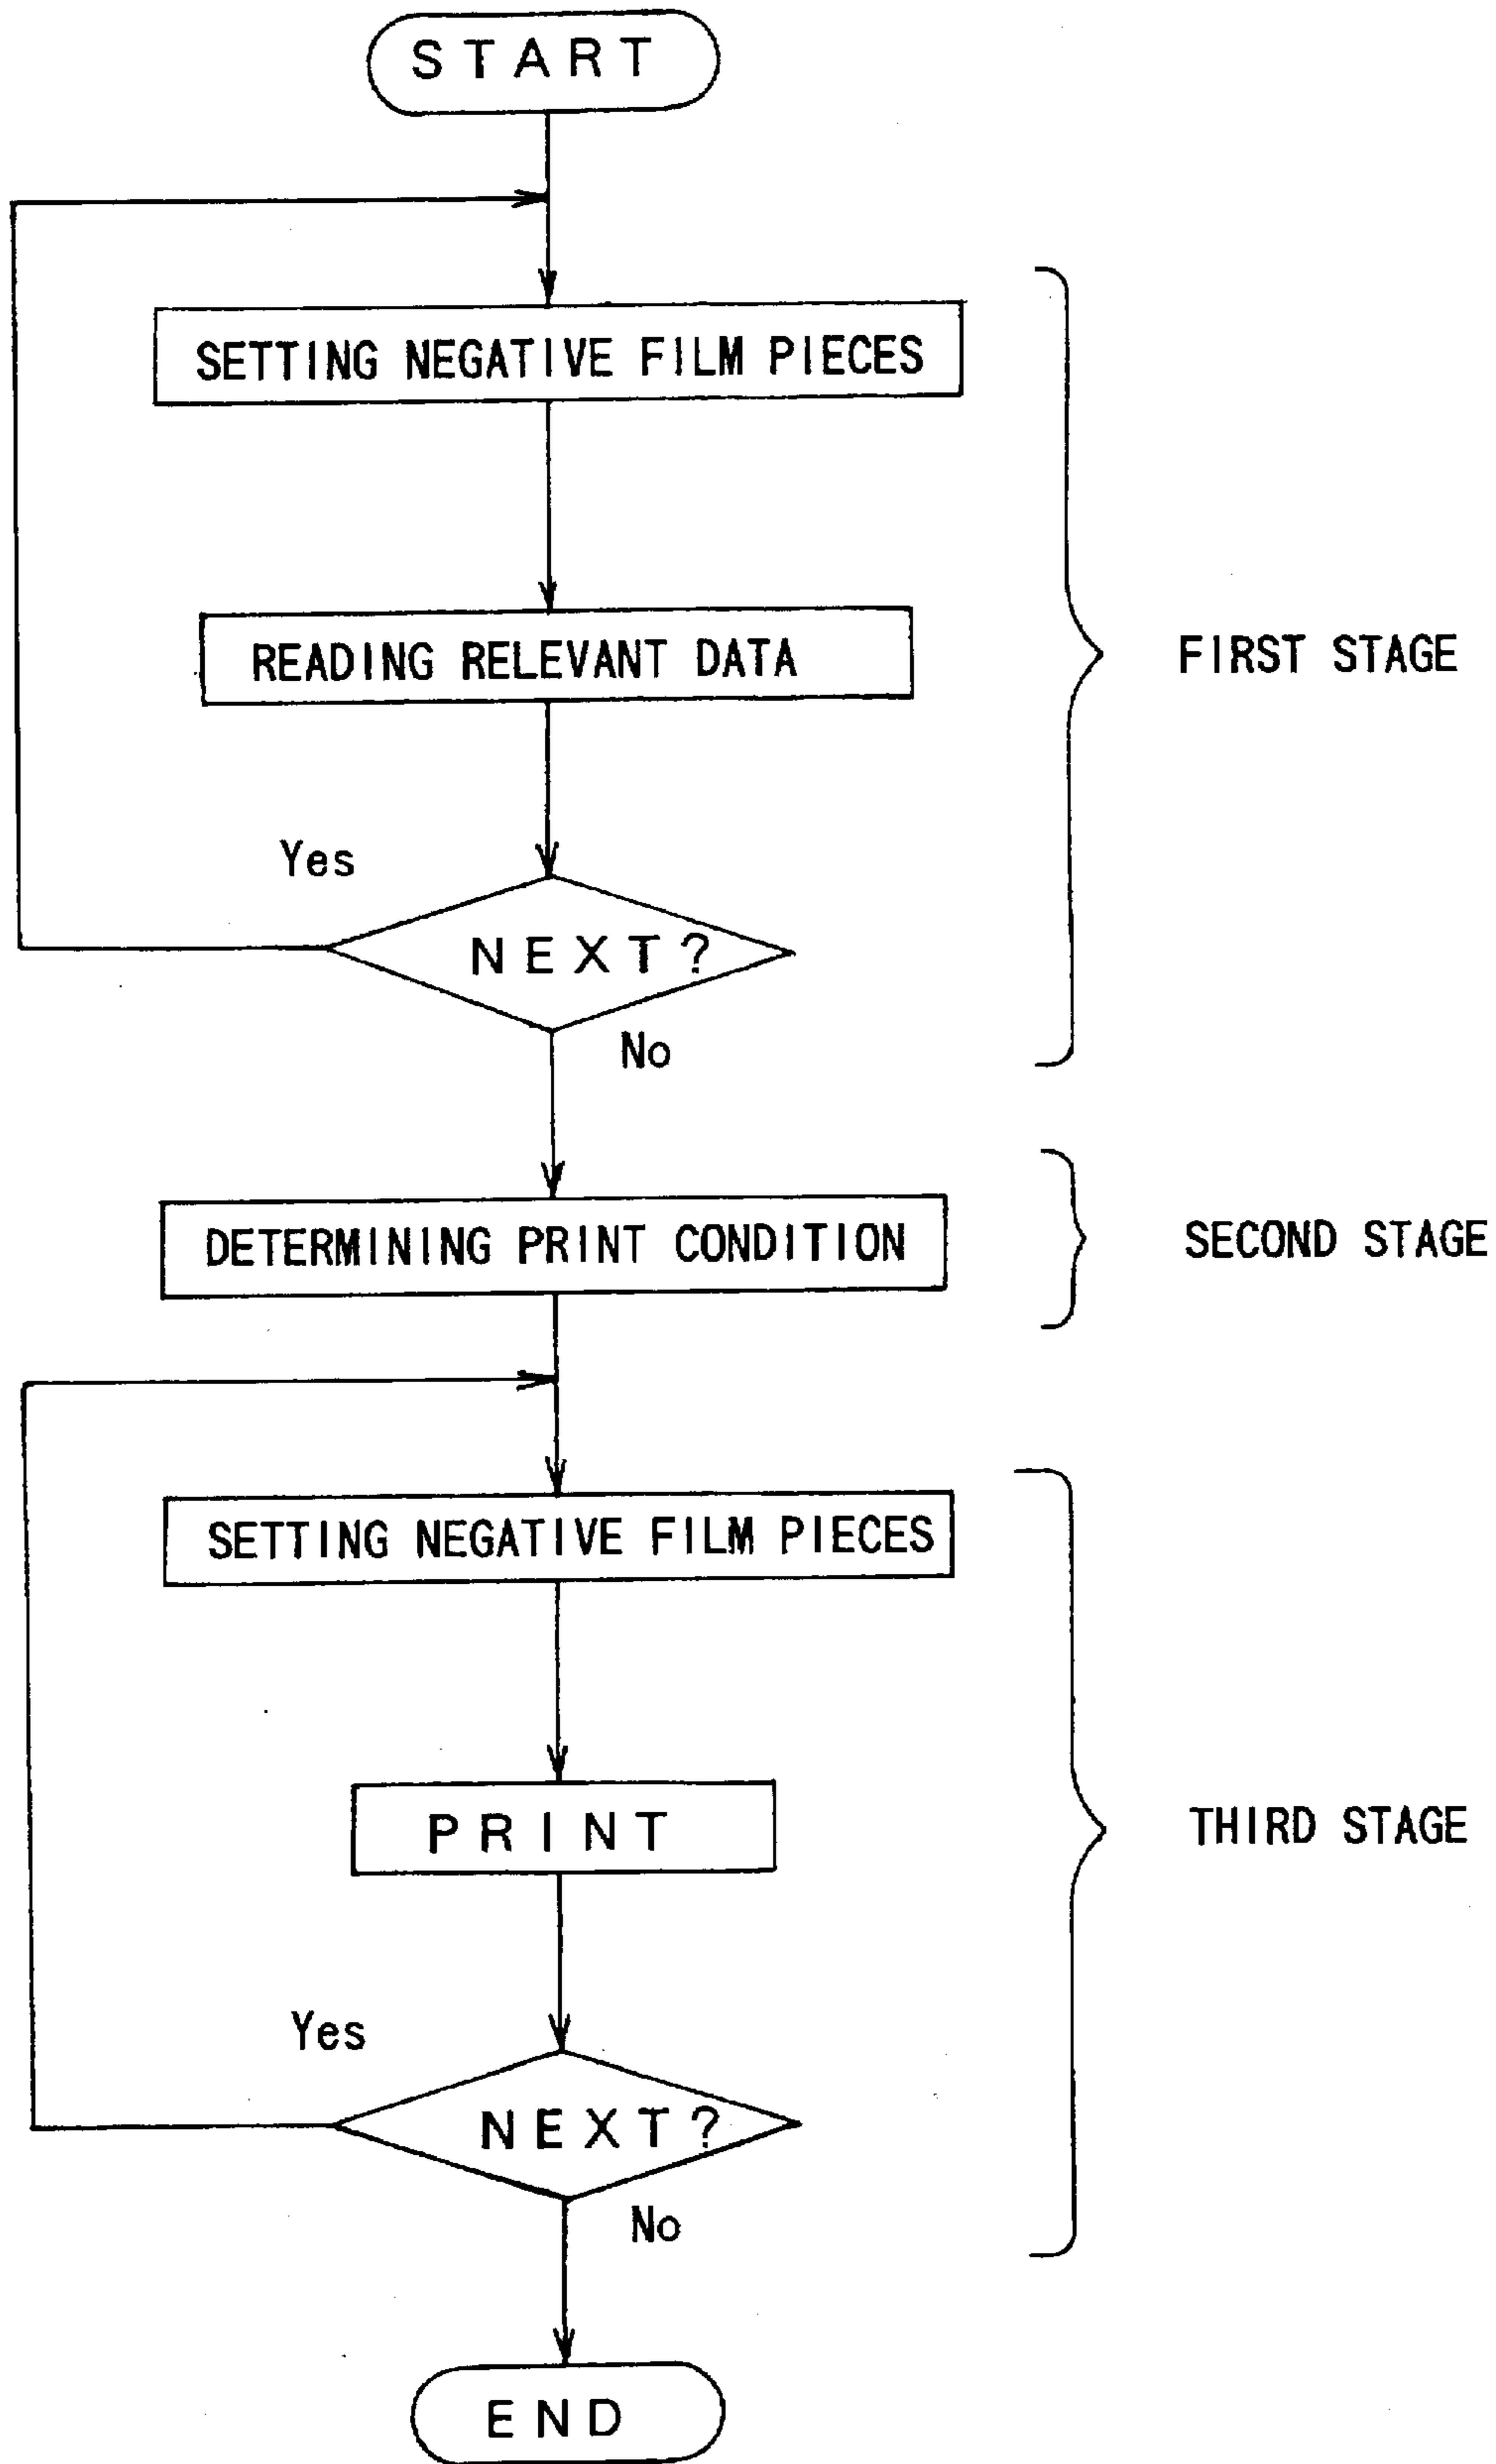 START
SETTING NEGATIVE FILM PIECES
READING RELEVANT DATA
FIRST STAGE
Yes
NEXT?
No
DETERMINING PRINT CONDITION
SECOND STAGE
SETTING NEGATIVE FILM PIECES
PRINT
THIRD STAGE
Yes
NEXT?
No
END